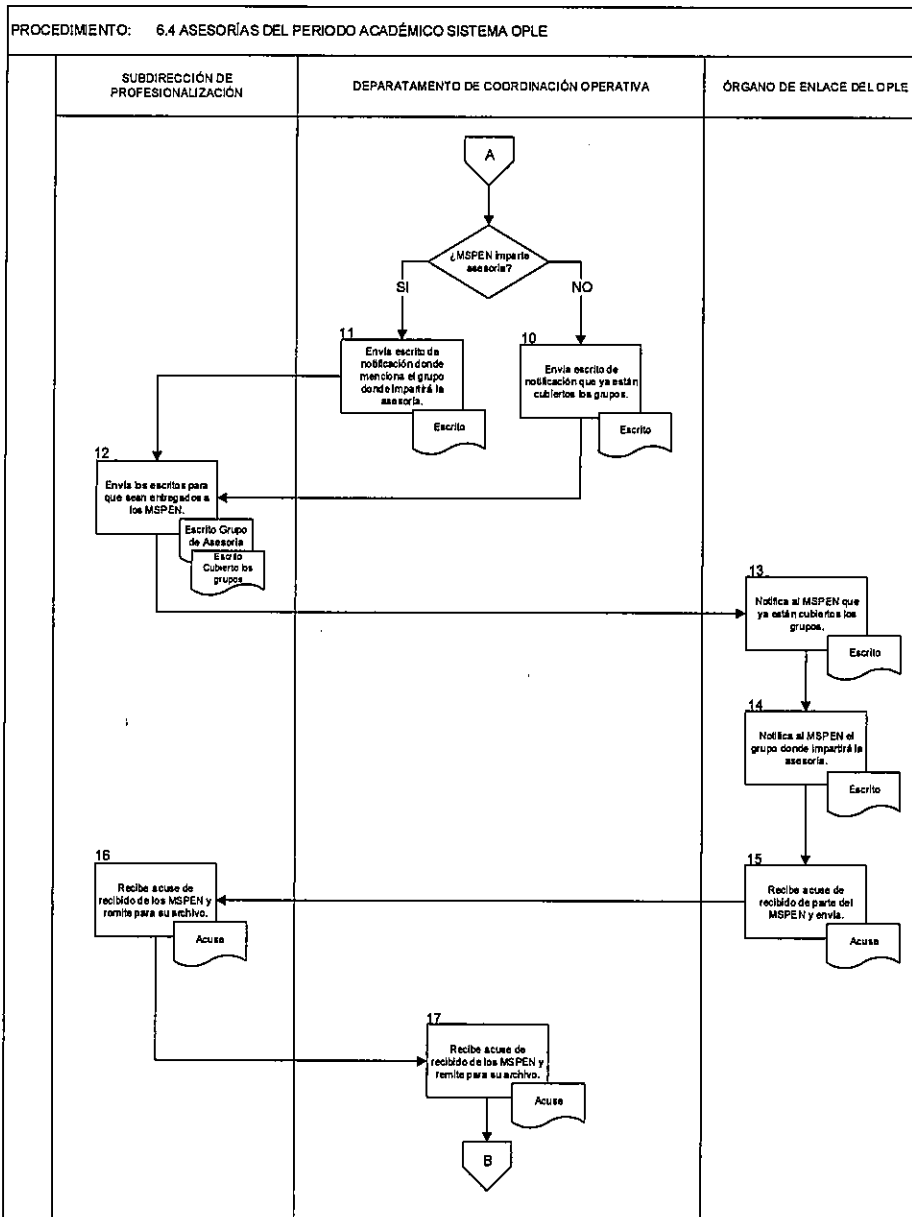 PROCEDIMIENTO: 6.4 ASESORÍAS DEL PERIODO ACADÉMICO SISTEMA OPLE
SUBDIRECCIÓN DE
PROFESIONALIZACIÓN
DEPARATAMENTO DE COORDINACIÓN OPERATIVA
ÓRGANO DE ENLACE DEL OPLE
A
¿MSPEN imparte
asesoría?
SI
NO
11
Envía escrito de
notificación donde
menciona el grupo
donde impartirá la
asesoría.
Escrito
10
Envía escrito de
notificación que ya están
cubiertos los grupos.
Escrito
12
Envía los escritos para
que sean entregados a
los MSPEN.
Escrito Grupo
de Asesoría
Escrito
Cubierto los
grupos
13
Notifica al MSPEN que
ya están cubiertos los
grupos.
Escrito
14
Notifica al MSPEN el
grupo donde impartirá la
asesoría.
Escrito
15
Recibe acuse de
recibido de parte del
MSPEN y envía.
Acuse
16
Recibe acuse de
recibido de los MSPEN y
remite para su archivo.
Acuse
17
Recibe acuse de
recibido de los MSPEN y
remite para su archivo.
Acuse
B